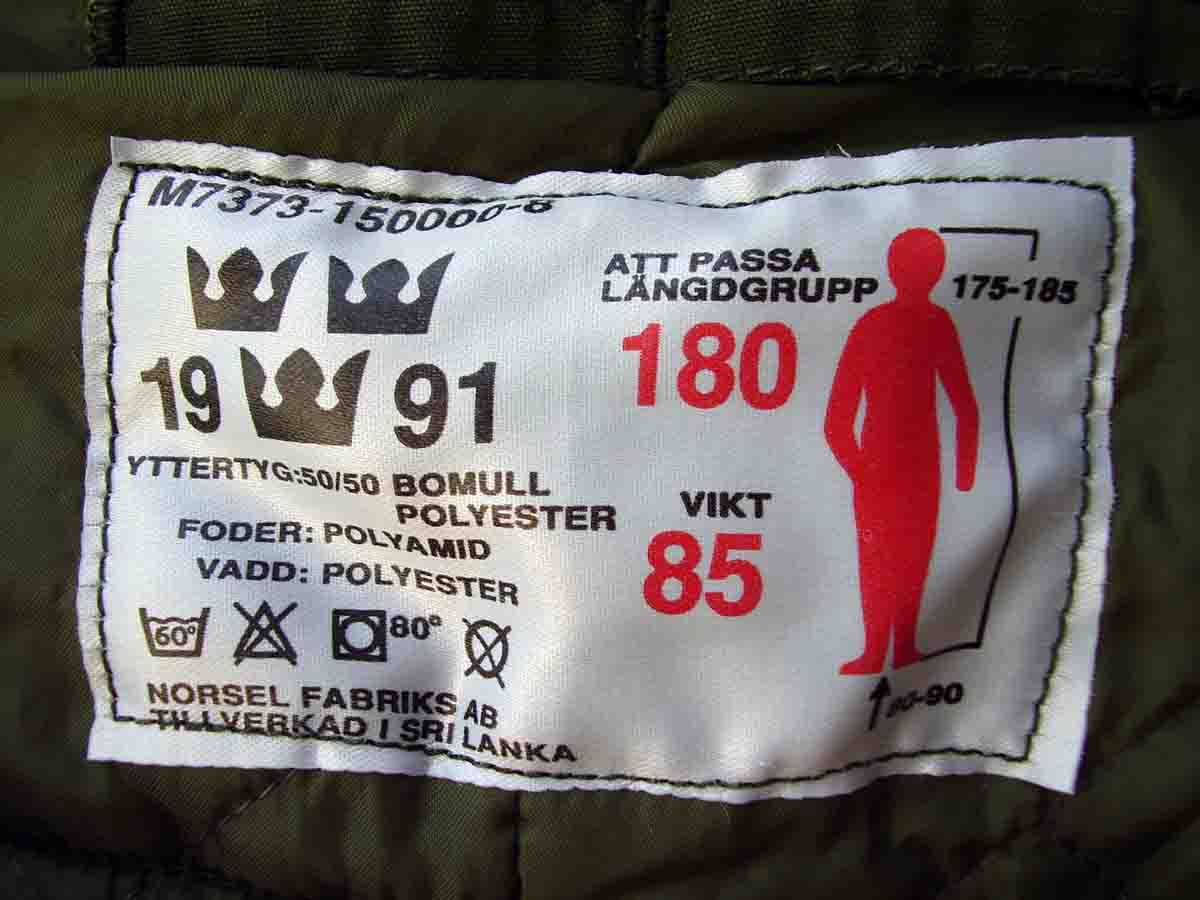 M7373-150000-8
19 91
YTTERTYG:50/50 BOMULL
POLYESTER
FODER: POLYAMID
VADD: POLYESTER
60° 80°
NORSEL FABRIKS AB
TILLVERKAD I SRI LANKA
ATT PASSA
LÄNGDGRUPP
180
175-185
VIKT
85
80-90